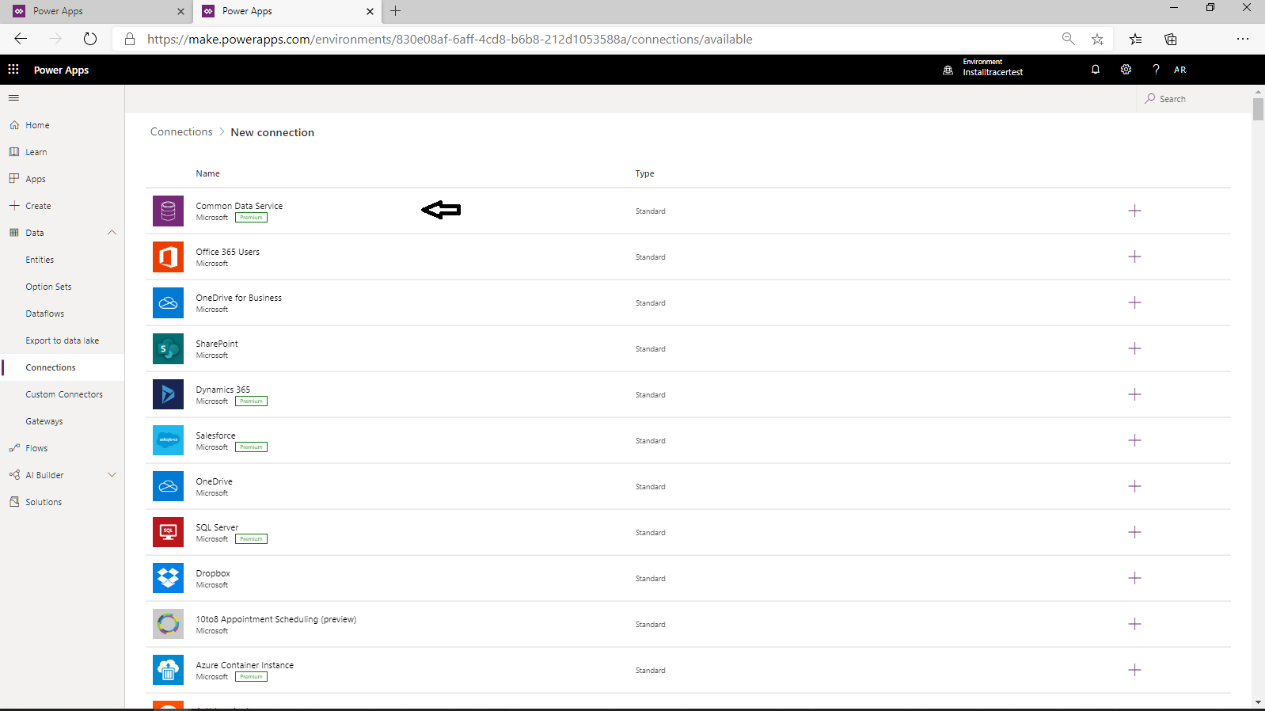 Power Apps
Power Apps
https://make.powerapps.com/environments/830e08af-6aff-4cd8-b6b8-212d1053588a/connections/available
Power Apps
Environment
Installtracertest
AR
Search
Home
Learn
Apps
Create
Data
Entities
Option Sets
Dataflows
Export to data lake
Connections
Custom Connectors
Gateways
Flows
AI Builder
Solutions
Connections > New connection
Name Type
Common Data Service
Microsoft Premium
Standard
Office 365 Users
Microsoft
Standard
OneDrive for Business
Microsoft
Standard
SharePoint
Microsoft
Standard
Dynamics 365
Microsoft Premium
Standard
salesforce
Salesforce
Microsoft Premium
Standard
OneDrive
Microsoft
Standard
SQL
SQL Server
Microsoft Premium
Standard
Dropbox
Microsoft
Standard
10to8 Appointment Scheduling (preview)
Microsoft
Standard
Azure Container Instance
Microsoft Premium
Standard